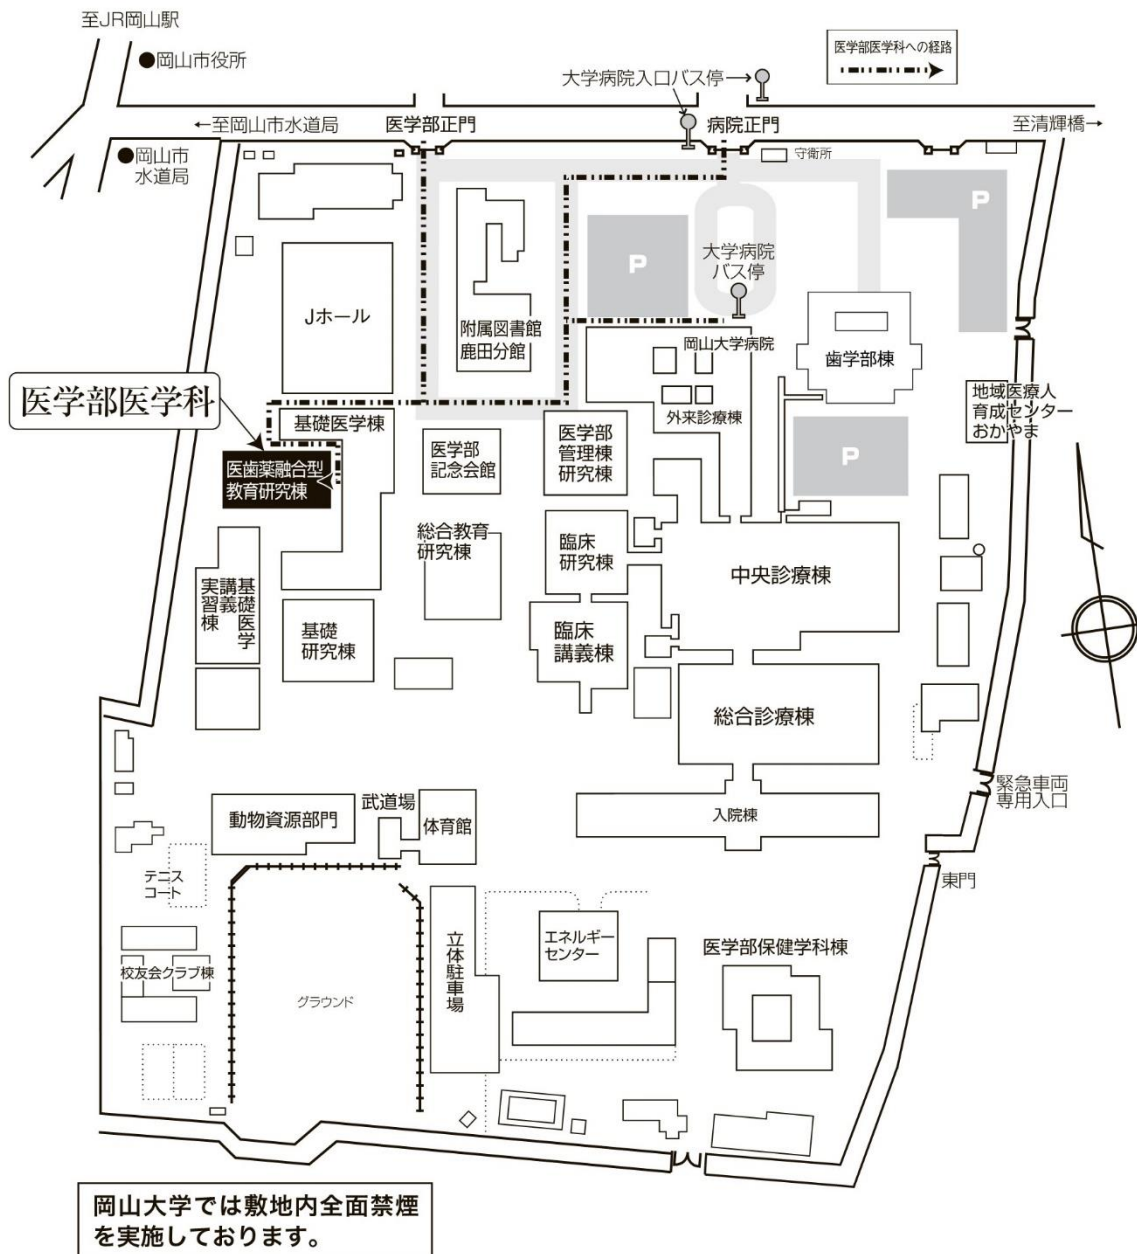 至JR岡山駅
●岡山市役所
医学部医学科への経路
大学病院入口バス停→
←至岡山市水道局
医学部正門
病院正門
至清輝橋→
●岡山市
水道局
守衛所
P
P
大学病院
バス停
Jホール
附属図書館
鹿田分館
岡山大学病院
歯学部棟
医学部医学科
基礎医学棟
外来診療棟
地域医療人
育成センター
おかやま
医学部
記念会館
医学部
管理棟
研究棟
P
医歯薬融合型
教育研究棟
総合教育
研究棟
臨床
研究棟
中央診療棟
基礎医学
講義
実習棟
基礎
研究棟
臨床
講義棟
総合診療棟
緊急車両
専用入口
動物資源部門
武道場
体育館
入院棟
東門
テニス
コート
立体駐車場
エネルギー
センター
医学部保健学科棟
校友会クラブ棟
グラウンド
岡山大学では敷地内全面禁煙
を実施しております。